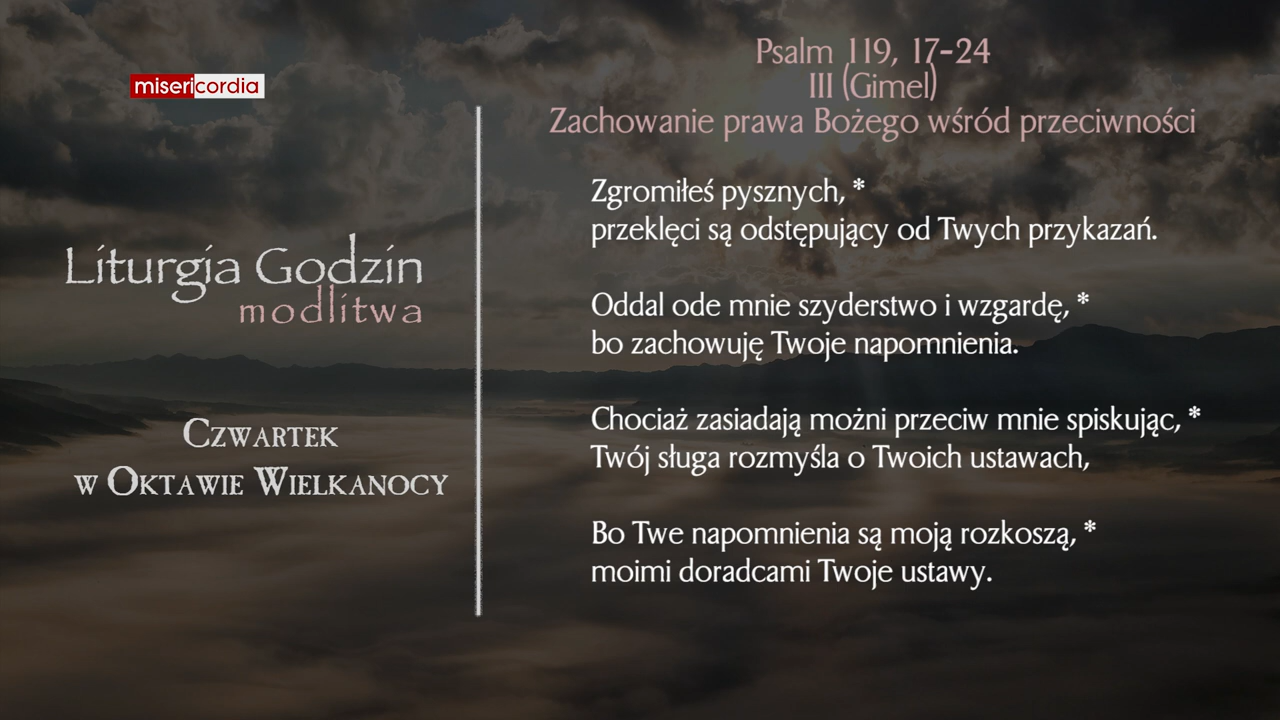 misericordia
Liturgia Godzin
modlitwa
Czwartek
w Oktawie Wielkanocy
Psalm 119, 17-24
III (Gimel)
Zachowanie prawa Bożego wśród przeciwności
Zgromiłeś pysznych, *
przeklęci są odstępujący od Twych przykazań.
Oddal ode mnie szyderstwo i wzgardę, *
bo zachowuję Twoje napomnienia.
Chociaż zasiadają możni przeciw mnie spiskując, *
Twój sługa rozmyśla o Twoich ustawach,
Bo Twe napomnienia są moją rozkoszą, *
moimi doradcami Twoje ustawy.